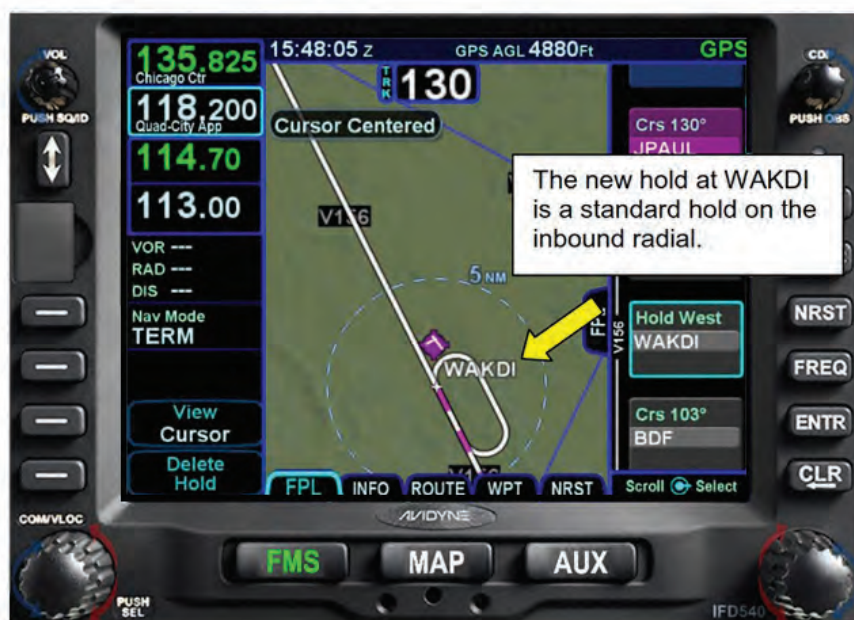 VOL
PUSH SQ/ID
135.825
Chicago Ctr
118.200
Quad-City App
114.70
113.00
VOR ---
RAD ---
DIS ---
Nav Mode
TERM
View
Cursor
Delete
Hold
15:48:05 Z
GPS AGL 4880Ft
GPS
TRK
130
Cursor Centered
V156
5 NM
WAKDI
FPL
INFO
ROUTE
WPT
NRST
Crs 130°
JPAUL
The new hold at WAKDI
is a standard hold on the
inbound radial.
V156
Hold West
WAKDI
Crs 103°
BDF
Scroll Select
CDI
PUSH OBS
NRST
FREQ
ENTR
CLR
COM/VLOC
PUSH
SEL
AVIDYNE
FMS
MAP
AUX
IFD540